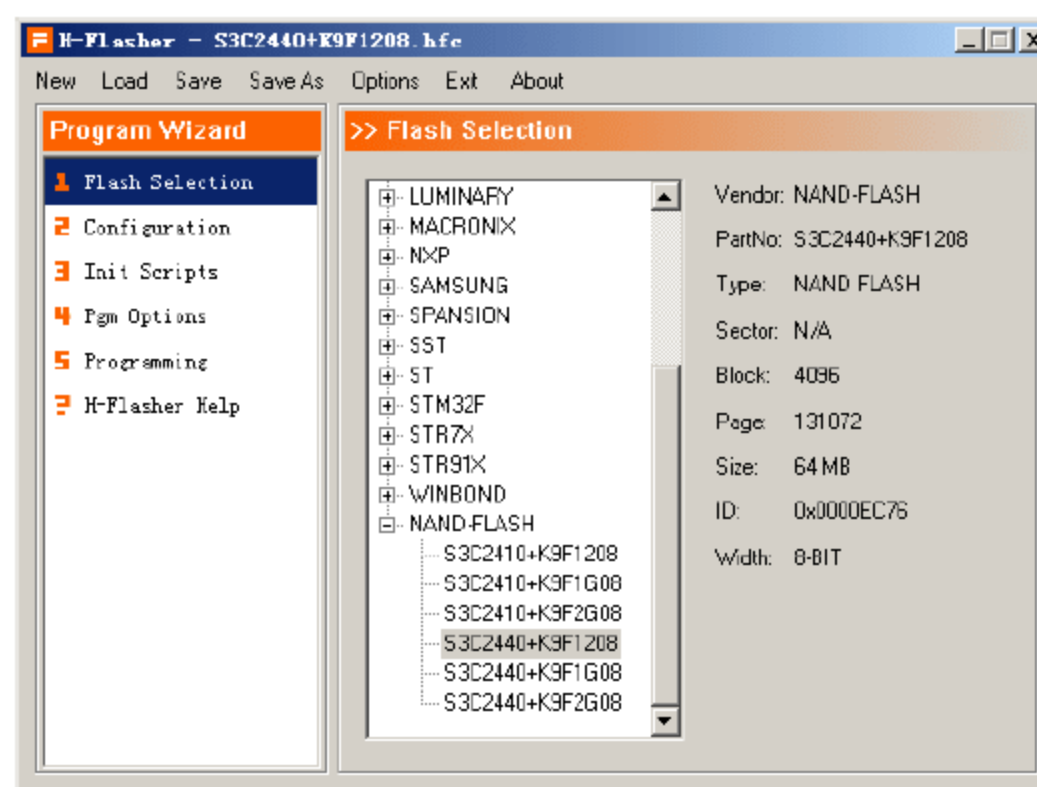 H-Flasher - S3C2440+K9F1208.hfc
New Load Save Save As Options Exit About
Program Wizard
1 Flash Selection
2 Configuration
3 Init Scripts
4 Pgm Options
5 Programming
? H-Flasher Help
>> Flash Selection
LUMINARY
MACRONIX
NXP
SAMSUNG
SPANSION
SST
ST
STM32F
STR7X
STR91X
WINBOND
NAND-FLASH
S3C2410+K9F1208
S3C2410+K9F1G08
S3C2410+K9F2G08
S3C2440+K9F1208
S3C2440+K9F1G08
S3C2440+K9F2G08
Vendor: NAND-FLASH
PartNo: S3C2440+K9F1208
Type: NAND FLASH
Sector: N/A
Block: 4096
Page: 131072
Size: 64 MB
ID: 0x0000EC76
Width: 8-BIT